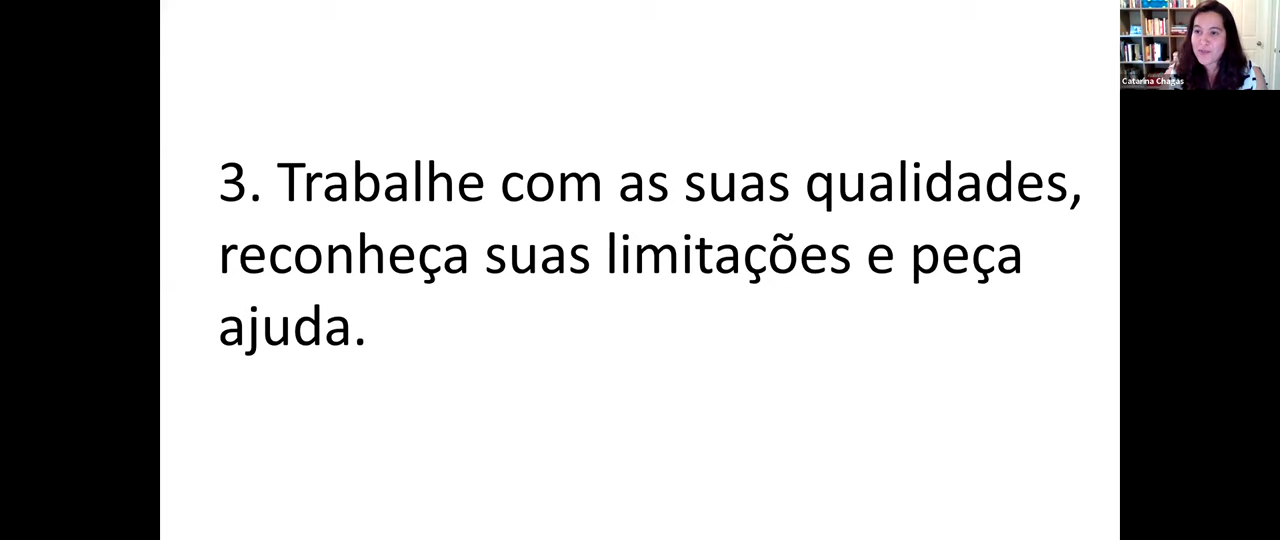 3. Trabalhe com as suas qualidades,
reconheça suas limitações e peça
ajuda.
Catarina Chagas